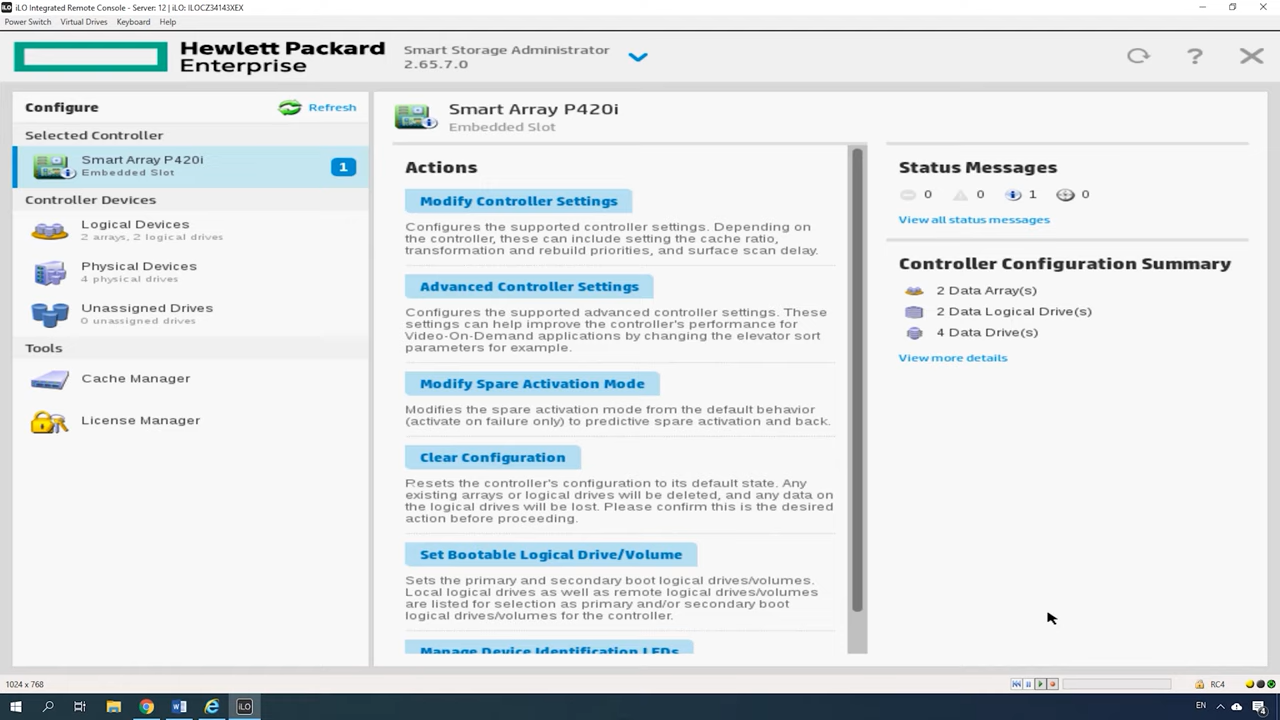 iLO Integrated Remote Console - Server: 12 | iLO: ILOCZ34143XEX
Power Switch Virtual Drives Keyboard Help
Hewlett Packard
Enterprise
Smart Storage Administrator
2.65.7.0
?
Configure
Refresh
Selected Controller
Smart Array P420i
Embedded Slot
1
Controller Devices
Logical Devices
2 arrays, 2 logical drives
Physical Devices
4 physical drives
Unassigned Drives
0 unassigned drives
Tools
Cache Manager
License Manager
Smart Array P420i
Embedded Slot
Actions
Modify Controller Settings
Configures the supported controller settings. Depending on
the controller, these can include setting the cache ratio,
transformation and rebuild priorities, and surface scan delay.
Advanced Controller Settings
Configures the supported advanced controller settings. These
settings can help improve the controller's performance for
Video-On-Demand applications by changing the elevator sort
parameters for example.
Modify Spare Activation Mode
Modifies the spare activation mode from the default behavior
(activate on failure only) to predictive spare activation and back.
Clear Configuration
Resets the controller's configuration to its default state. Any
existing arrays or logical drives will be deleted, and any data on
the logical drives will be lost. Please confirm this is the desired
action before proceeding.
Set Bootable Logical Drive/Volume
Sets the primary and secondary boot logical drives/volumes.
Local logical drives as well as remote logical drives/volumes
are listed for selection as primary and/or secondary boot
logical drives/volumes for the controller.
Manage Device Identification LEDs
Status Messages
0 0 1 0
View all status messages
Controller Configuration Summary
2 Data Array(s)
2 Data Logical Drive(s)
4 Data Drive(s)
View more details
1024 x 768
RC4
iLO
EN